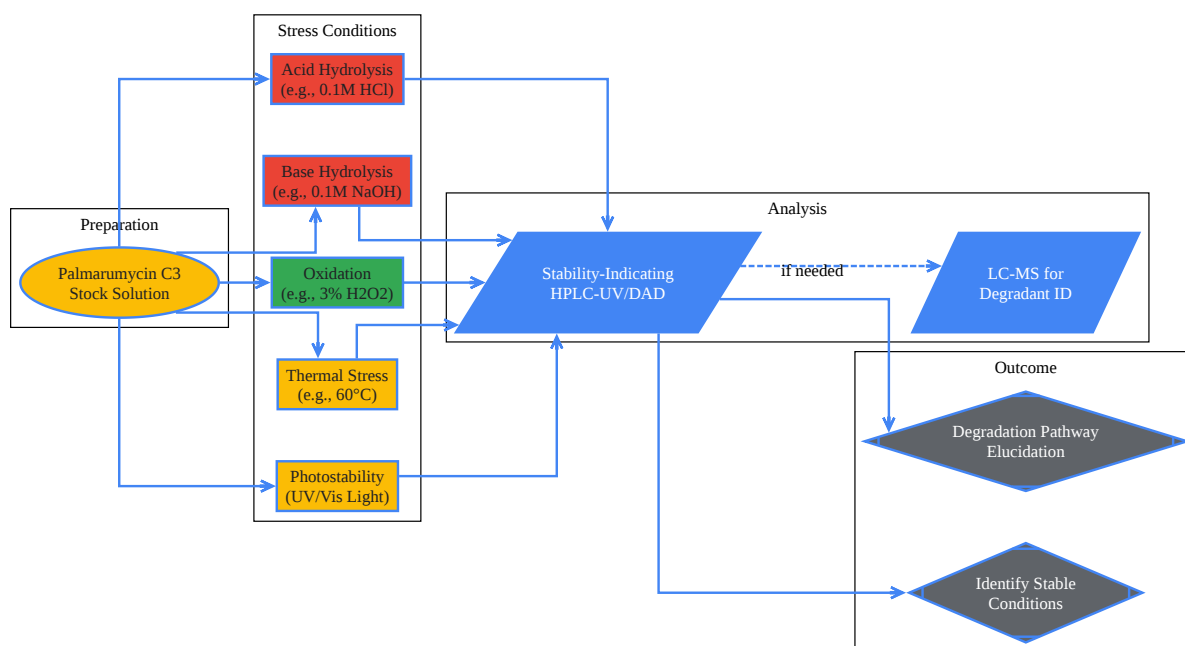 Stress Conditions
Acid Hydrolysis
(e.g., 0.1M HCl)
Base Hydrolysis
(e.g., 0.1M NaOH)
Preparation
Palmarumycin C3
Stock Solution
Oxidation
(e.g., 3% H2O2)
Thermal Stress
(e.g., 60°C)
Photostability
(UV/Vis Light)
Analysis
Stability-Indicating
HPLC-UV/DAD
if needed
LC-MS for
Degradant ID
Outcome
Degradation Pathway
Elucidation
Identify Stable
Conditions